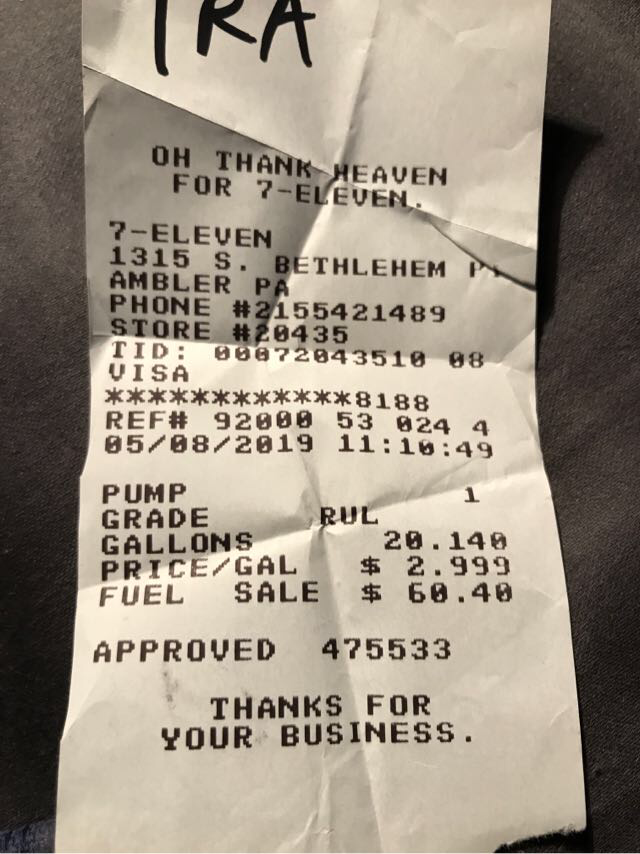 TRA
OH THANK HEAVEN
FOR 7-ELEVEN.
7-ELEVEN
1315 S. BETHLEHEM
AMBLER PA
PHONE #2155421489
STORE #20435
TID: 00072043510 08
VISA
************8188
REF# 92000 53 024 4
05/08/2019 11:10:49
PUMP 1
GRADE RUL
GALLONS 20.140
PRICE/GAL $ 2.999
FUEL SALE $ 60.40
APPROVED 475533
THANKS FOR
YOUR BUSINESS.